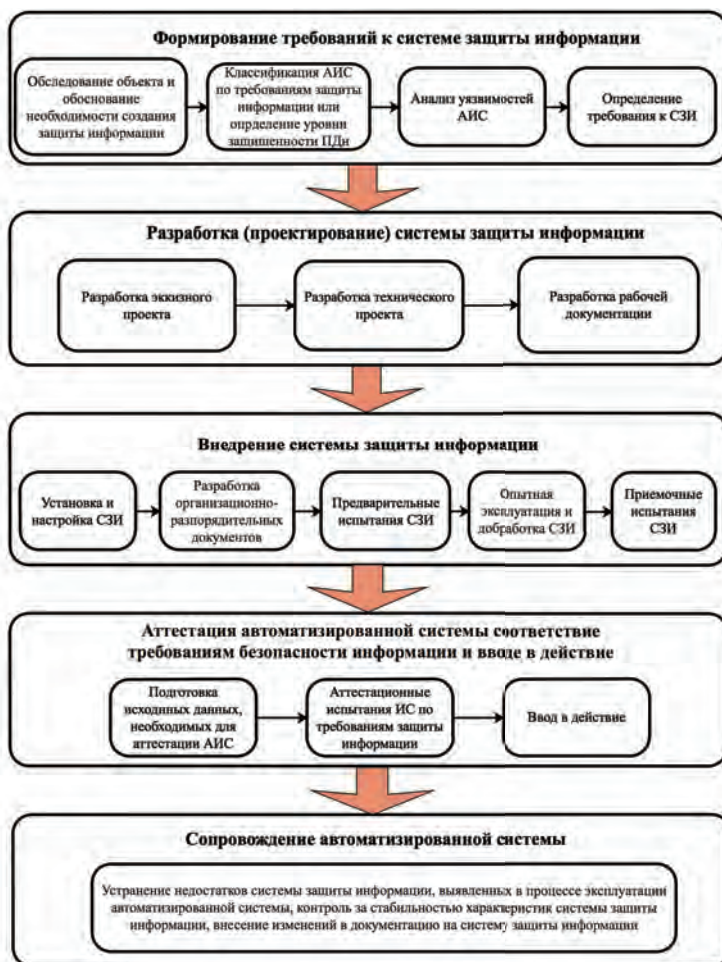 Формирование требований к системе защиты информации
Обследование объекта и
обоснование
необходимости создания
защиты информации
Классификация АИС
по требованиям защиты
информации или
опрделение уровни
защишенности ПДн
Анализ уязвимостей
АИС
Определение
требования к СЗИ
Разработка (проектирование) системы защиты информации
Разработка эккизного
проекта
Разработка технического
проекта
Разработка рабочей
документации
Внедрение системы защиты информации
Установка и
настройка СЗИ
Разработка
организационно-
разпорядительных
документов
Предварительные
испытания СЗИ
Опытная
эксплуатация и
добработка СЗИ
Приемочные
испытания
СЗИ
Аттестация автоматизированной системы соответствие
требованиям безопасности информации и вводе в действие
Подготовка
исходных данных,
необходимых для
аттестации АИС
Аттестационные
испытания ИС по
требованиям защиты
информации
Ввод в действие
Сопровождение автоматизированной системы
Устранение недостатков системы защиты информации, выявленных в процессе эксплуатации
автоматизированной системы, контроль за стабильностью характеристик системы защиты
информации, внесение изменений в документацию на систему защиты информации